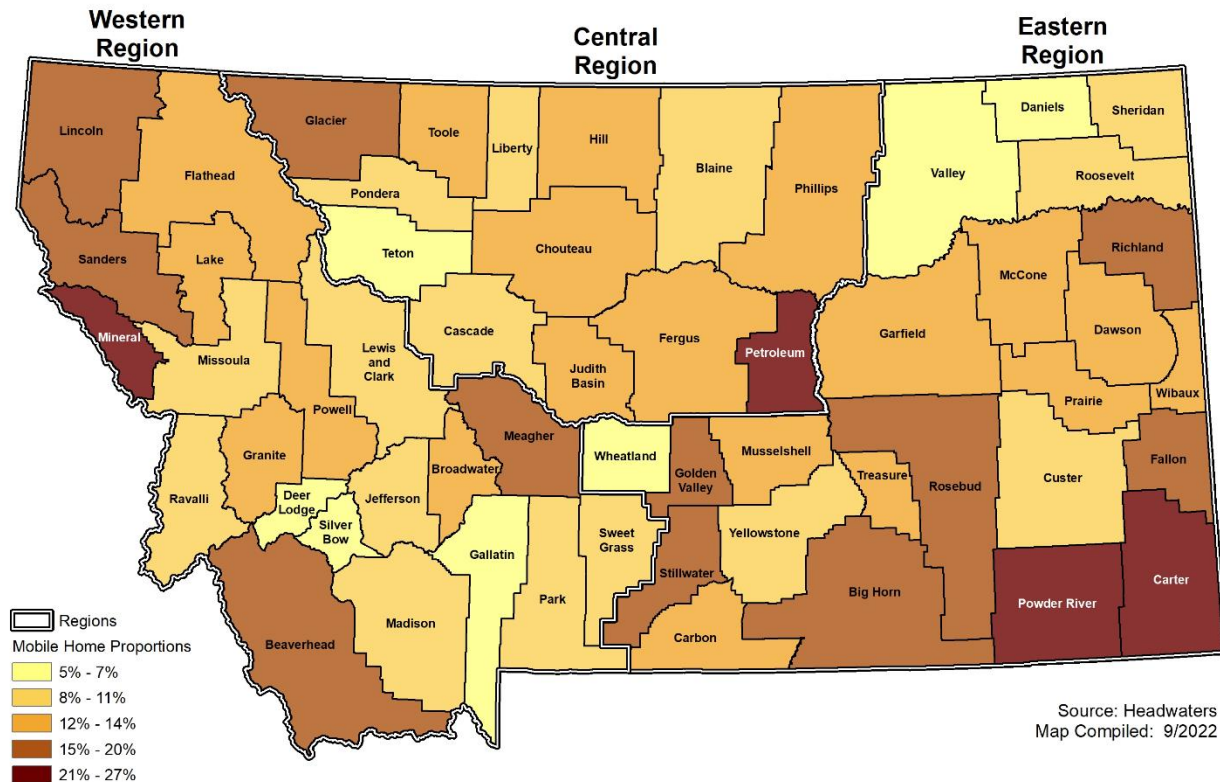 Western
Region
Central
Region
Eastern
Region
Lincoln
Flathead
Glacier
Toole
Liberty
Hill
Blaine
Phillips
Valley
Daniels
Sheridan
Roosevelt
Pondera
Teton
Chouteau
Sanders
Lake
Richland
McCone
Mineral
Missoula
Lewis
and
Clark
Cascade
Judith
Basin
Fergus
Petroleum
Garfield
Dawson
Prairie
Wibaux
Powell
Granite
Meagher
Broadwater
Wheatland
Golden
Valley
Musselshell
Treasure
Rosebud
Custer
Fallon
Ravalli
Deer
Lodge
Silver
Bow
Jefferson
Gallatin
Sweet
Grass
Yellowstone
Stillwater
Park
Big Horn
Powder River
Carter
Madison
Beaverhead
Carbon
Regions
Mobile Home Proportions
5% - 7%
8% - 11%
12% - 14%
15% - 20%
21% - 27%
Source: Headwaters
Map Compiled: 9/2022